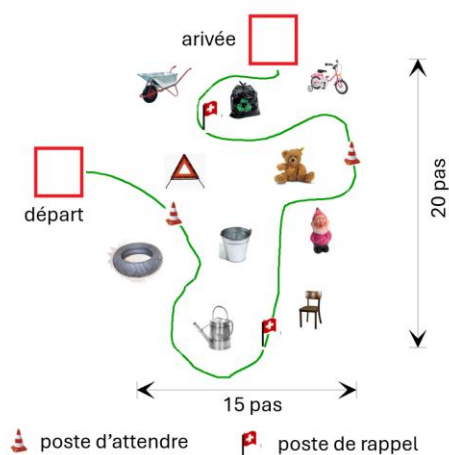 arivée
départ
20 pas
15 pas
poste d'attendre
poste de rappel